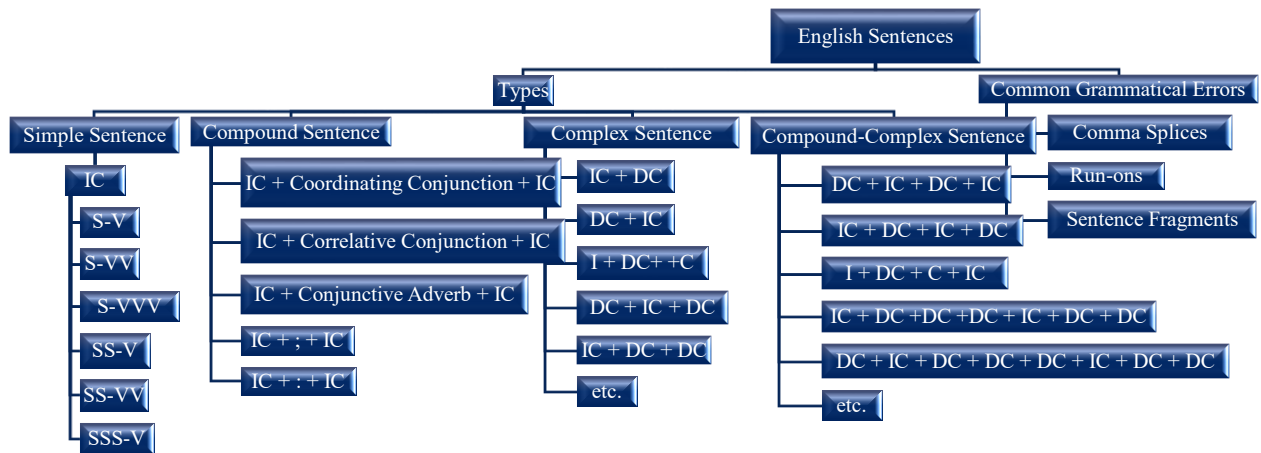 English Sentences
Types
Common Grammatical Errors
Simple Sentence
IC
S-V
S-VV
S-VVV
SS-V
SS-VV
SSS-V
Compound Sentence
IC + Coordinating Conjunction + IC
IC + Correlative Conjunction + IC
IC + Conjunctive Adverb + IC
IC + ; + IC
IC + : + IC
Complex Sentence
IC + DC
DC + IC
I + DC+ +C
DC + IC + DC
IC + DC + DC
etc.
Compound-Complex Sentence
DC + IC + DC + IC
IC + DC + IC + DC
I + DC + C + IC
IC + DC +DC +DC + IC + DC + DC
DC + IC + DC + DC + DC + IC + DC + DC
etc.
Comma Splices
Run-ons
Sentence Fragments